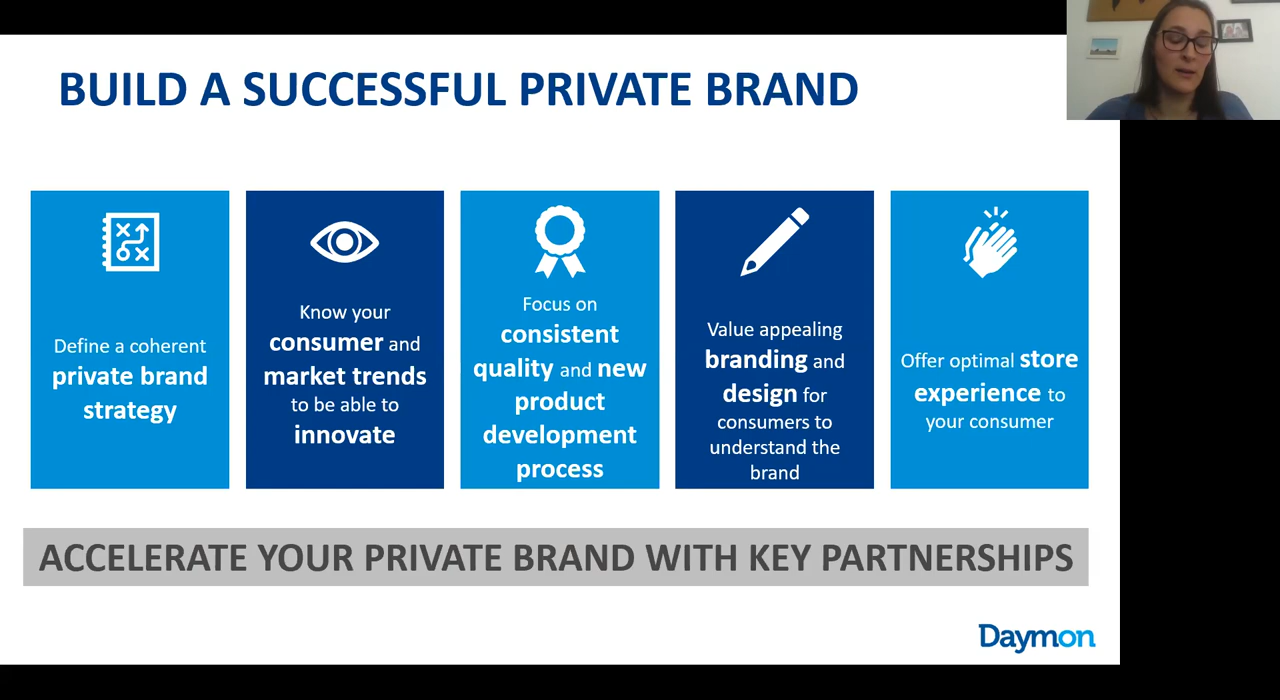 BUILD A SUCCESSFUL PRIVATE BRAND
Define a coherent
private brand
strategy
Know your
consumer and
market trends
to be able to
innovate
Focus on
consistent
quality and new
product
development
process
Value appealing
branding and
design for
consumers to
understand the
brand
Offer optimal store
experience to
your consumer
ACCELERATE YOUR PRIVATE BRAND WITH KEY PARTNERSHIPS
Daymon